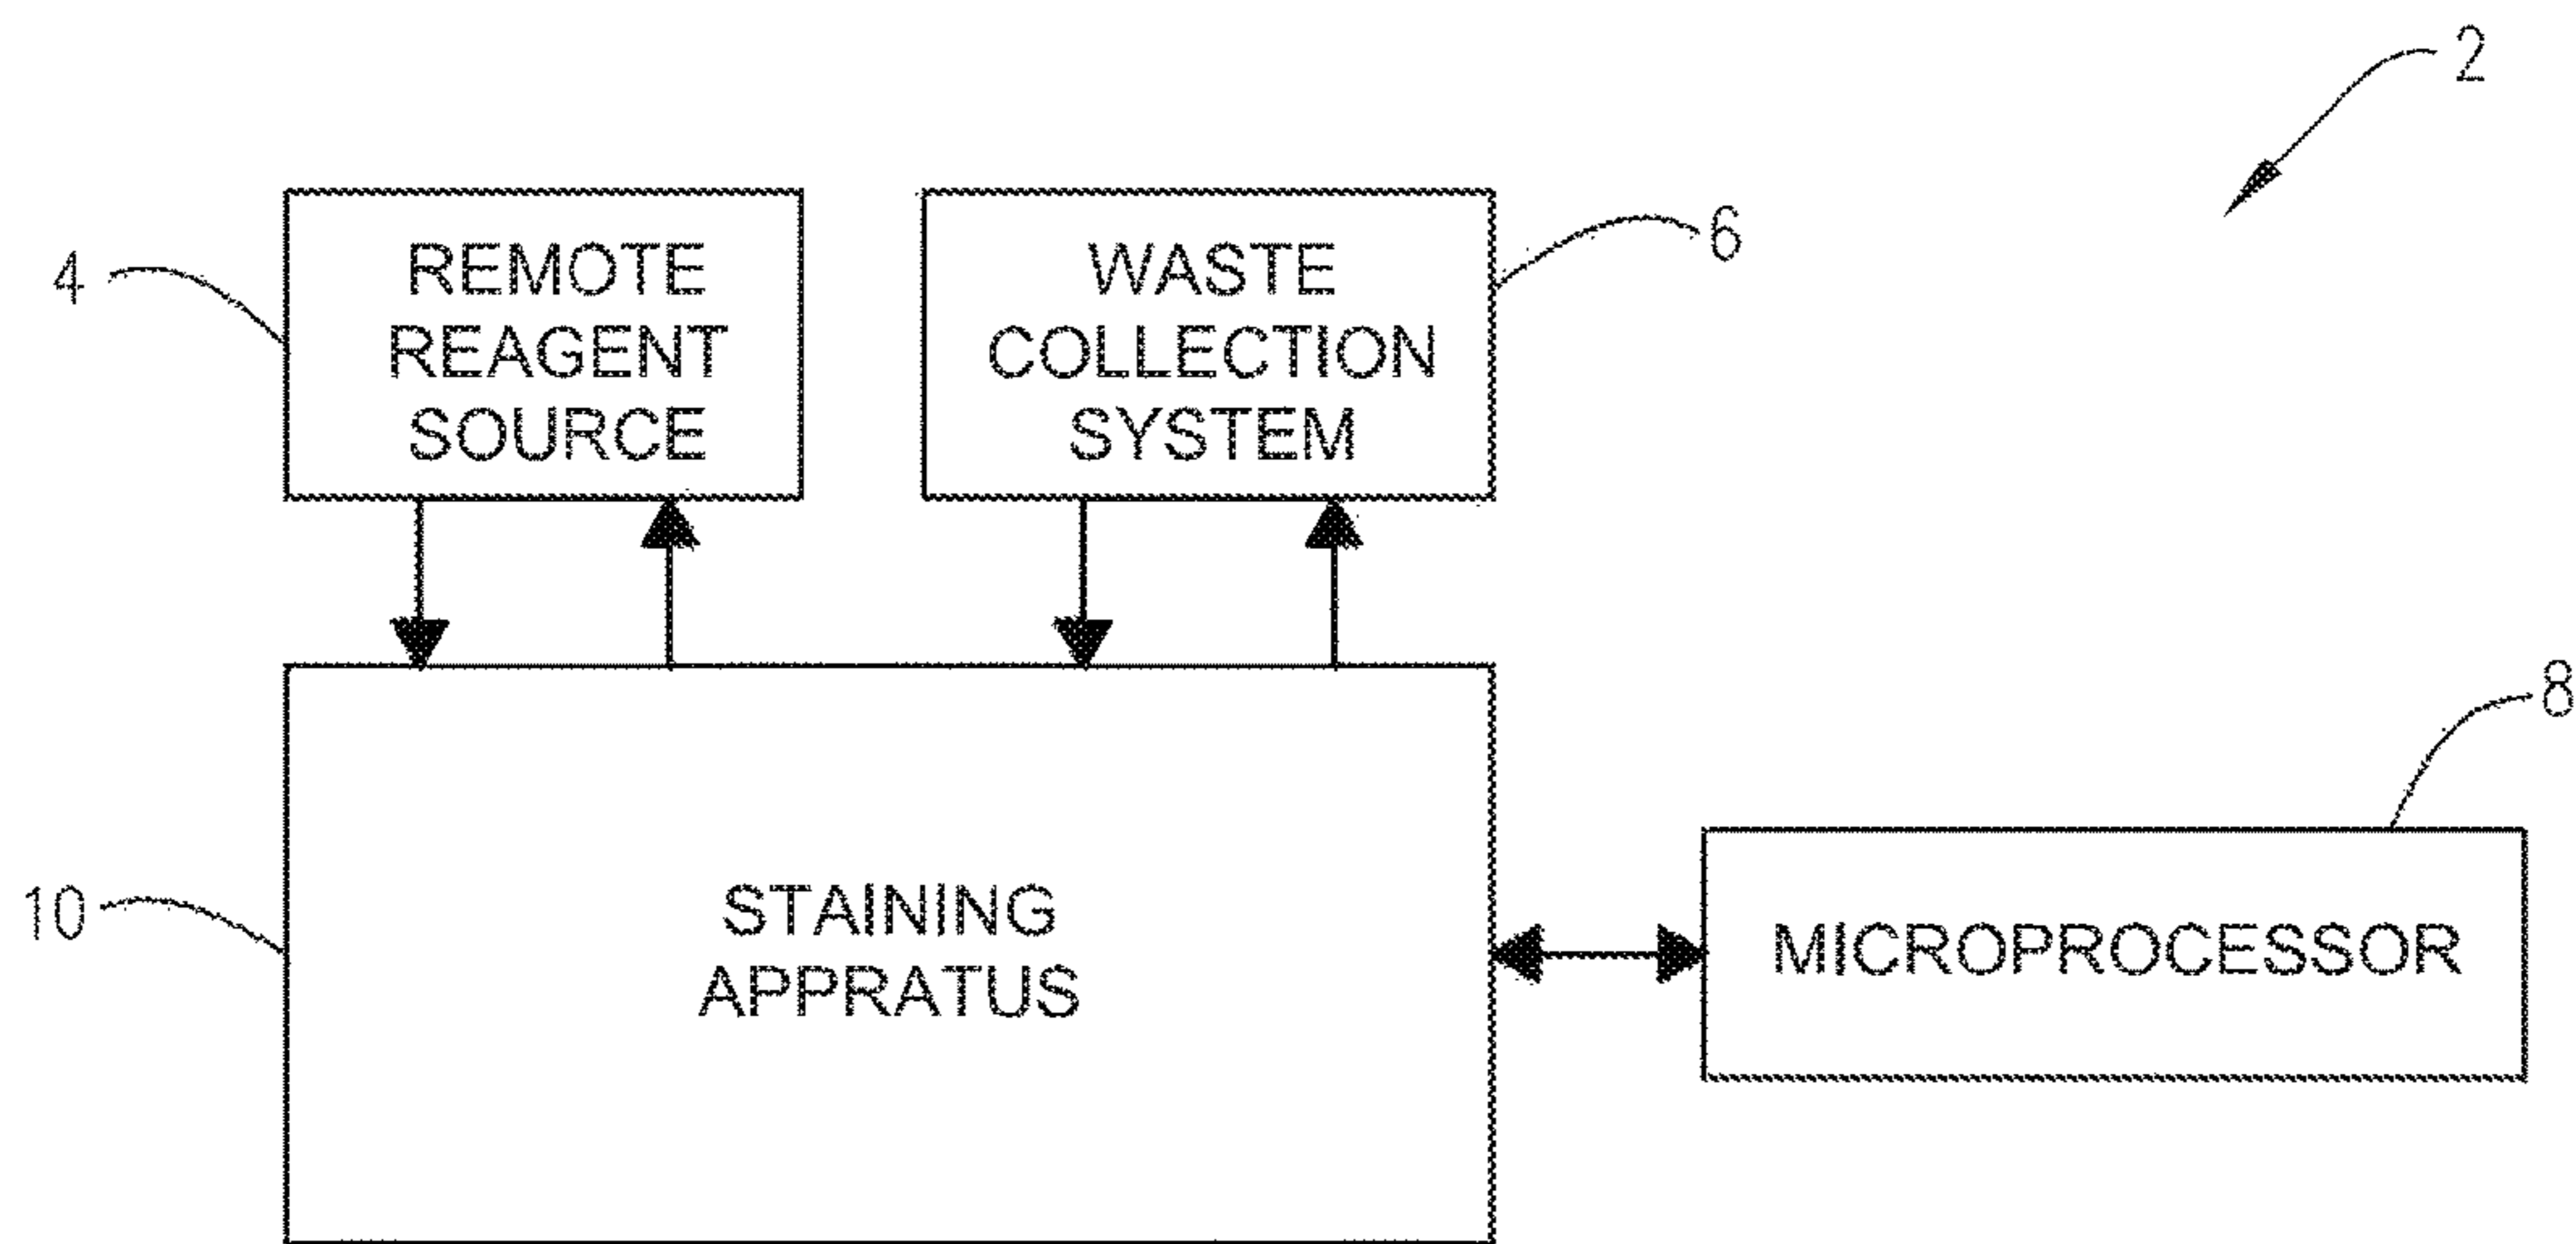 2
4
REMOTE
REAGENT
SOURCE
WASTE
COLLECTION
SYSTEM
6
8
10
STAINING
APPRATUS
MICROPROCESSOR